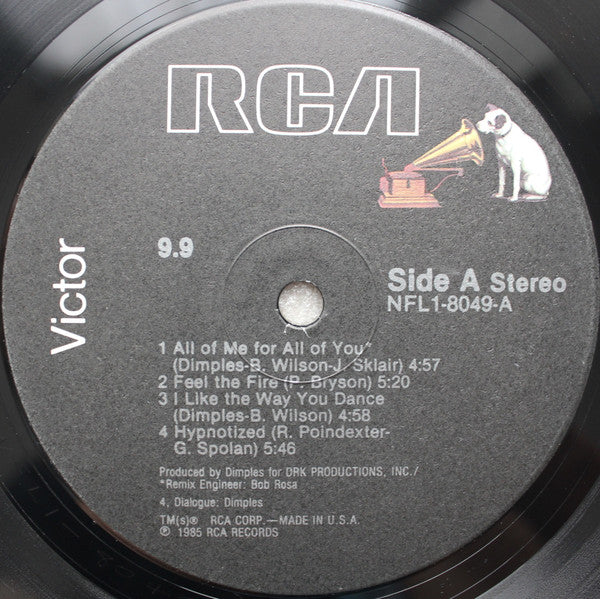 RCA
Victor
9.9
Side A Stereo
NFL1-8049-A
1 All of Me for All of You*
(Dimples-B. Wilson-J. Sklair) 4:57
2 Feel the Fire (P. Bryson) 5:20
3 I Like the Way You Dance
(Dimples-B. Wilson) 4:58
4 Hypnotized (R. Poindexter-
G. Spolan) 5:46
Produced by Dimples for DRK PRODUCTIONS, INC./
*Remix Engineer: Bob Rosa
4, Dialogue: Dimples
TM(s)® RCA CORP.—MADE IN U.S.A.
℗ 1985 RCA RECORDS